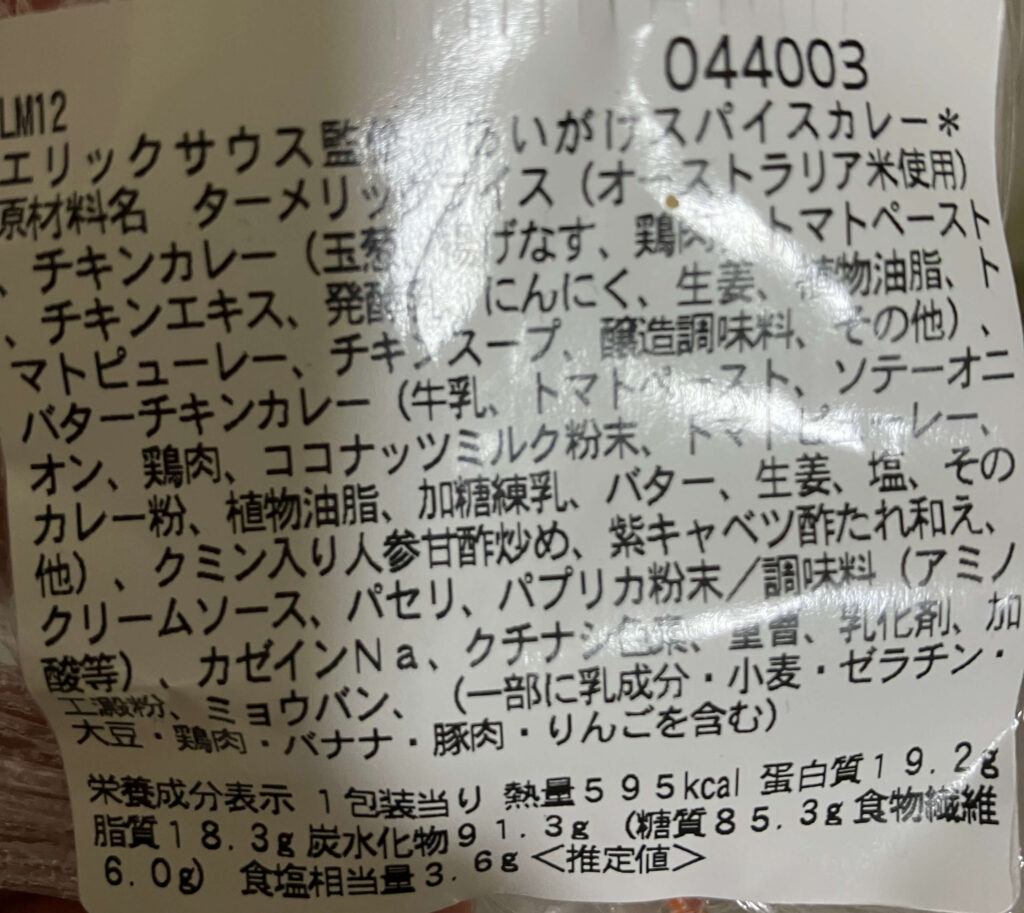 044003
LM12
エリックサウス監修 あいがけスパイスカレー*
原材料名 ターメリックライス(オーストラリア米使用)
、チキンカレー(玉葱、揚げなす、鶏肉、トマトペースト
、チキンエキス、発酵乳、にんにく、生姜、植物油脂、ト
マトピューレー、チキンスープ、醸造調味料、その他)、
バターチキンカレー(牛乳、トマトペースト、ソテーオニ
オン、鶏肉、ココナッツミルク粉末、トマトピューレー、
カレー粉、植物油脂、加糖練乳、バター、生姜、塩、その
他)、クミン入り人参甘酢炒め、紫キャベツ酢たれ和え、
クリームソース、パセリ、パプリカ粉末/調味料(アミノ
酸等)、カゼインNa、クチナシ色素、重曹、乳化剤、加
工澱粉、ミョウバン、(一部に乳成分・小麦・ゼラチン・
大豆・鶏肉・バナナ・豚肉・りんごを含む)
栄養成分表示 1包装当り 熱量595kcal 蛋白質19.2g
脂質18.3g炭水化物91.3g(糖質85.3g食物繊維
6.0g) 食塩相当量3.6g<推定値>